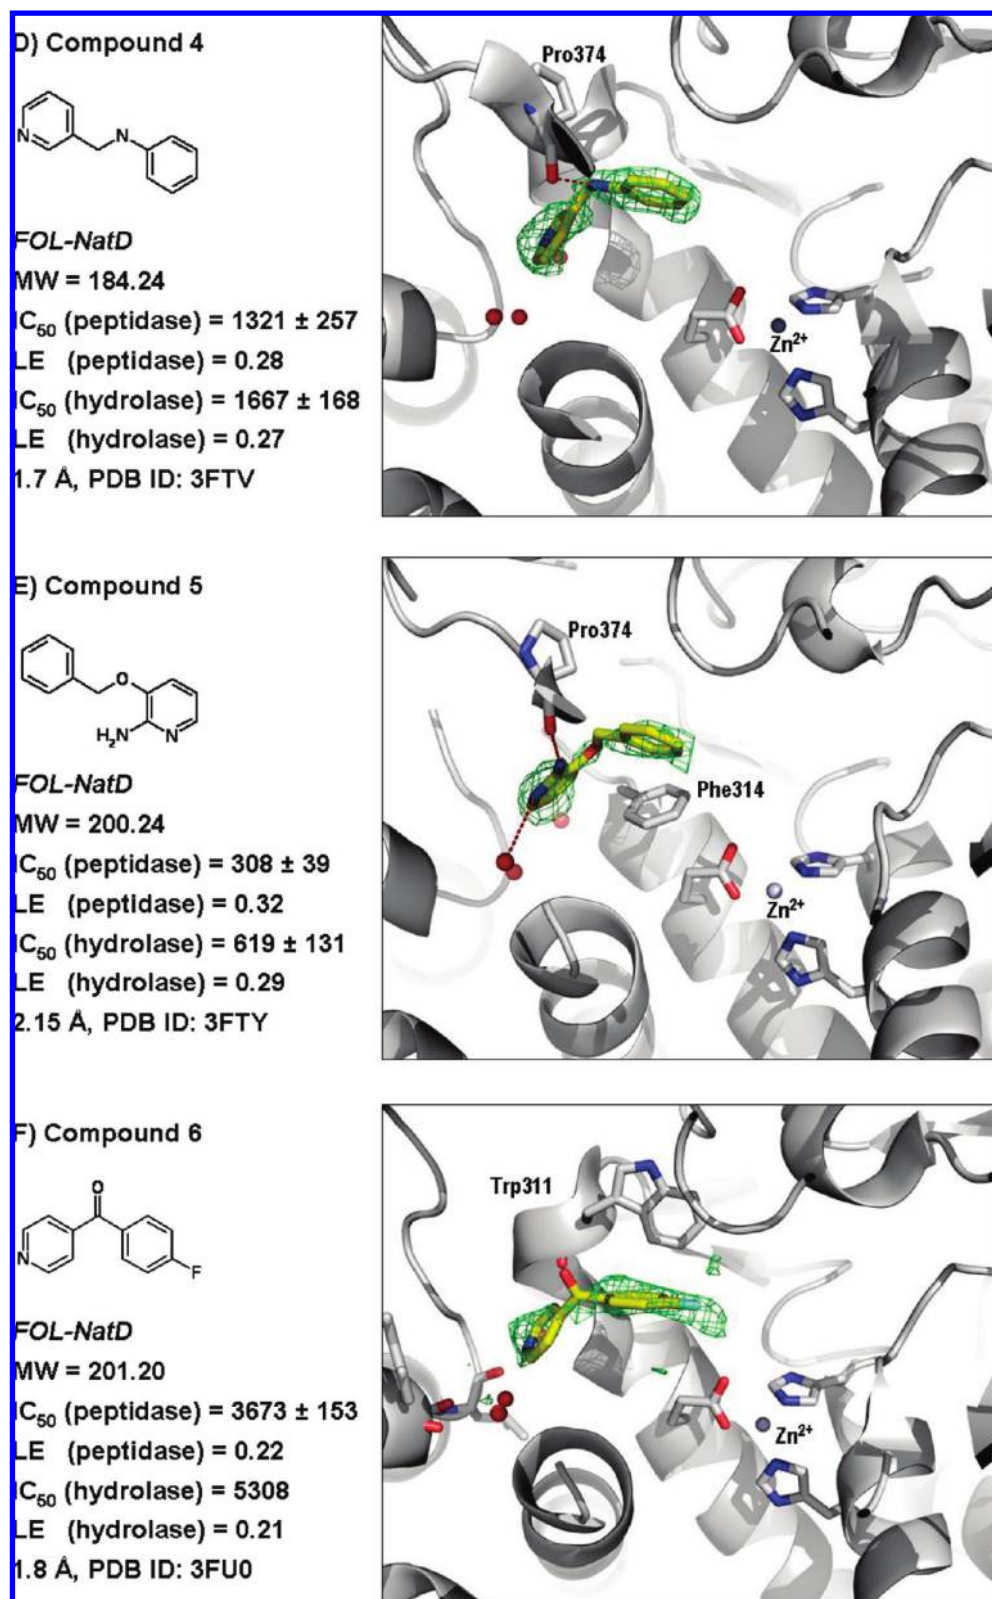 D) Compound 4
Pro374
N
N
FOL-NatD
MW = 184.24
IC50 (peptidase) = 1321 ± 257
LE (peptidase) = 0.28
Zn2+
IC50 (hydrolase) = 1667 ± 168
LE (hydrolase) = 0.27
1.7 Å, PDB ID: 3FTV
E) Compound 5
Pro374
O
H2N
N
FOL-NatD
Phe314
MW = 200.24
IC50 (peptidase) = 308 ± 39
LE (peptidase) = 0.32
Zn2+
IC50 (hydrolase) = 619 ± 131
LE (hydrolase) = 0.29
2.15 Å, PDB ID: 3FTY
F) Compound 6
Trp311
O
N
F
FOL-NatD
MW = 201.20
IC50 (peptidase) = 3673 ± 153
LE (peptidase) = 0.22
Zn2+
IC50 (hydrolase) = 5308
LE (hydrolase) = 0.21
1.8 Å, PDB ID: 3FU0